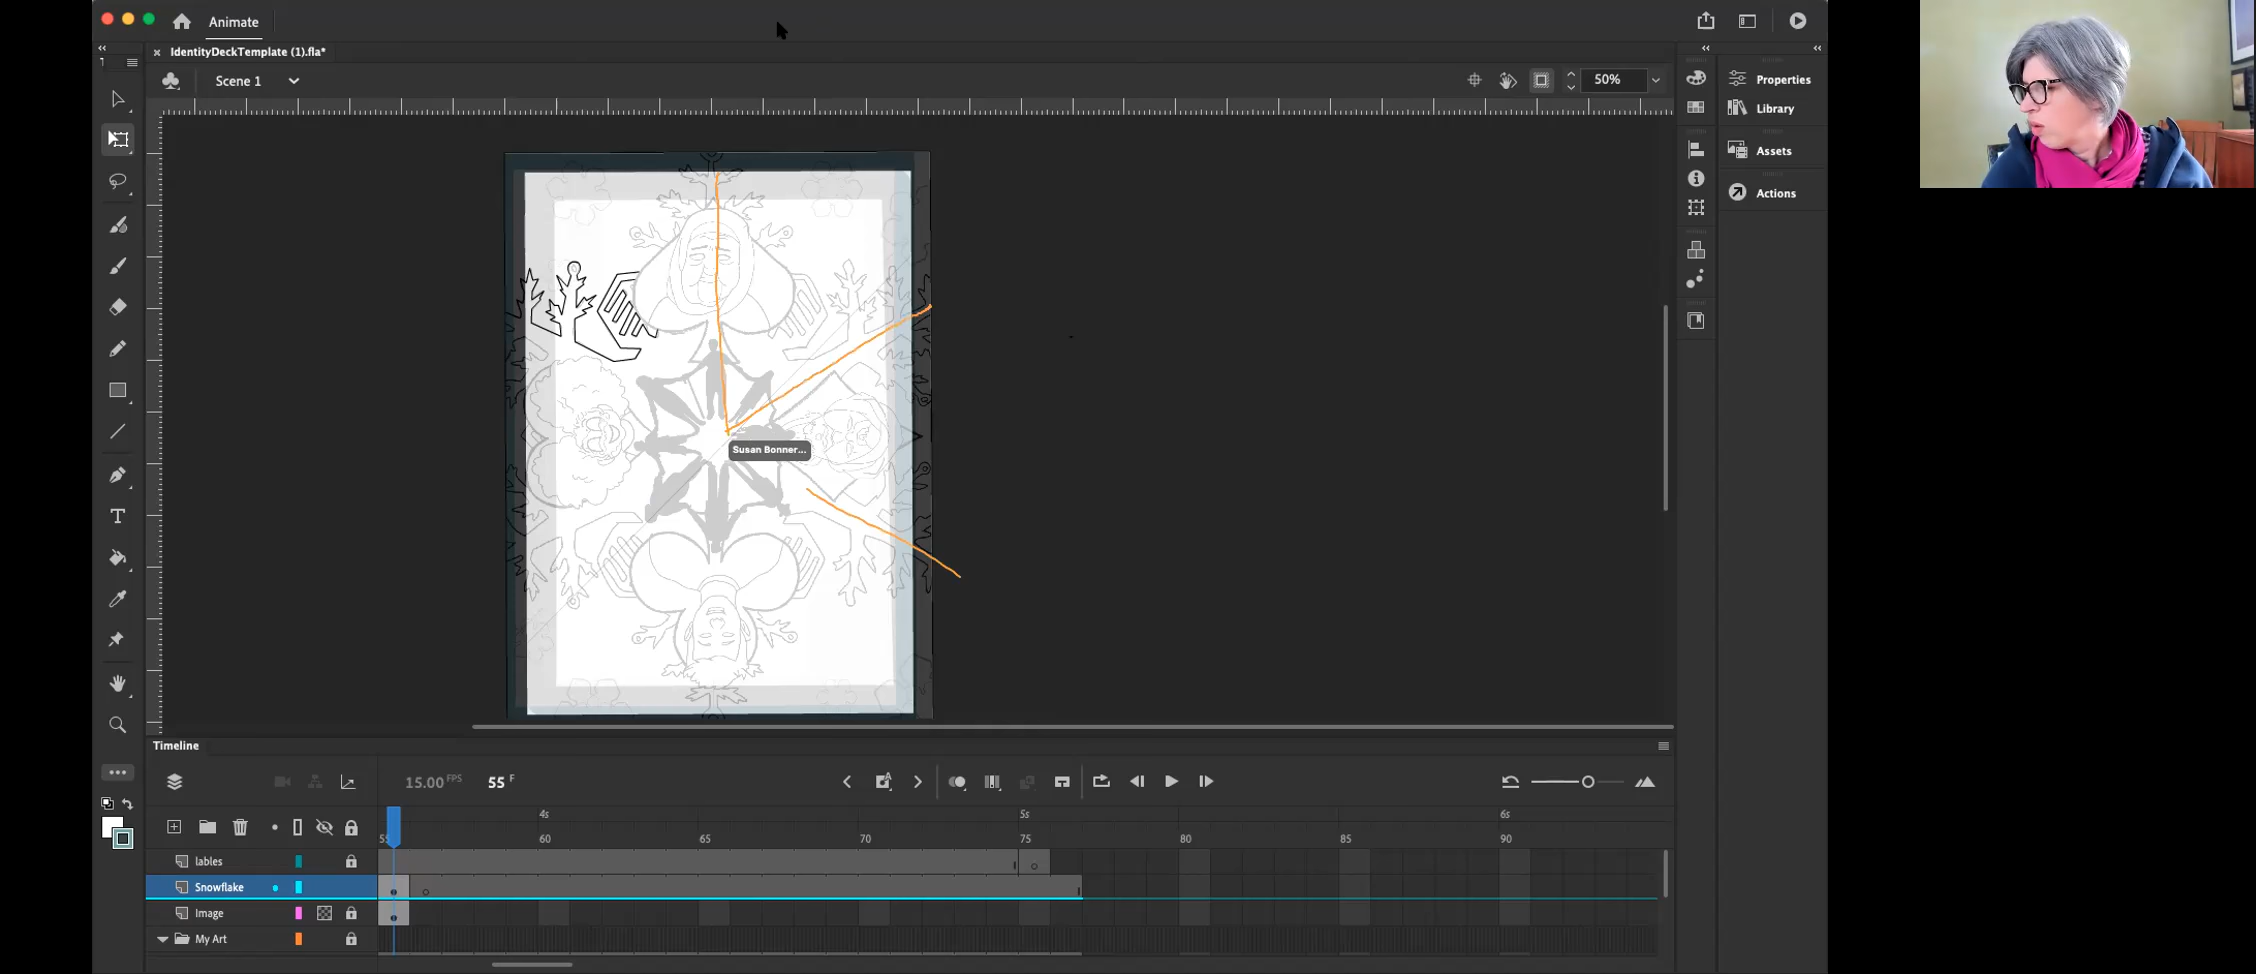 Animate
IdentityDeckTemplate (1).fla*
Scene 1
50%
Properties
Library
Assets
Actions
T
Susan Bonner...
Timeline
15.00 FPS
55 F
4s
5s
6s
55
60
65
70
75
80
85
90
lables
Snowflake
Image
My Art